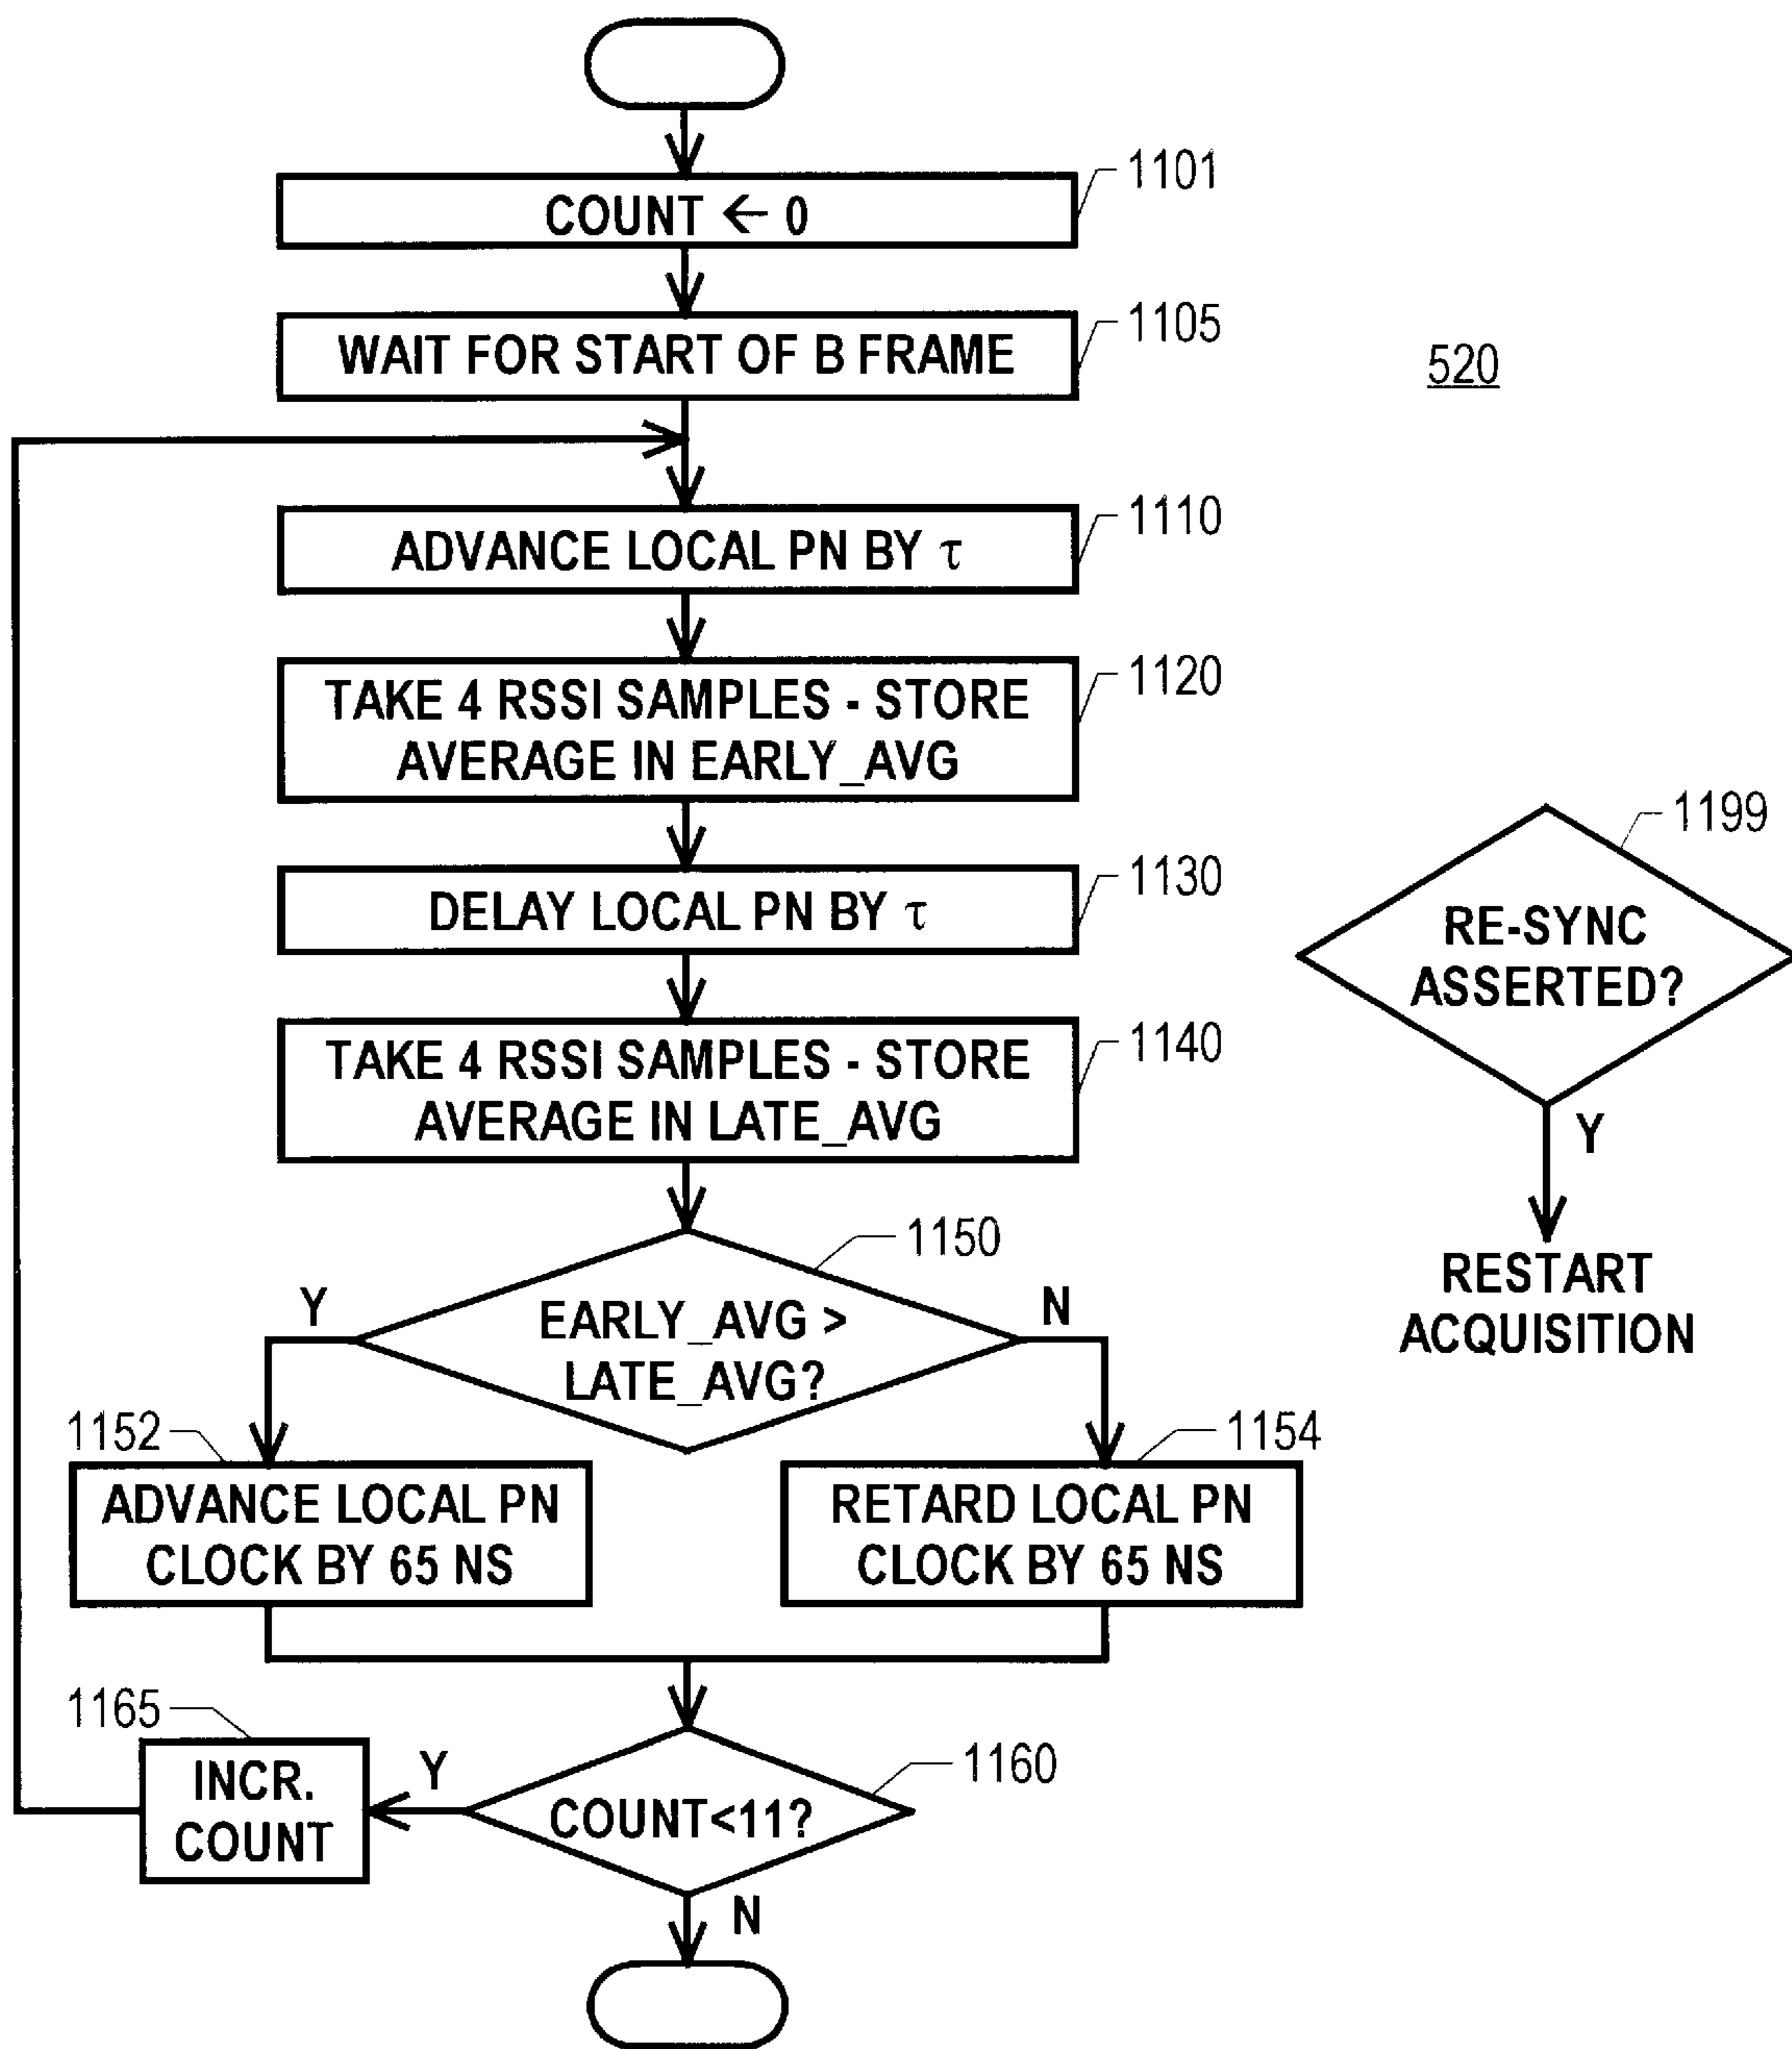 1101
COUNT ← 0
1105
WAIT FOR START OF B FRAME
520
1110
ADVANCE LOCAL PN BY τ
1120
TAKE 4 RSSI SAMPLES - STORE
AVERAGE IN EARLY_AVG
1199
1130
DELAY LOCAL PN BY τ
RE-SYNC
ASSERTED?
1140
TAKE 4 RSSI SAMPLES - STORE
AVERAGE IN LATE_AVG
Y
RESTART
ACQUISITION
1150
Y
EARLY_AVG >
LATE_AVG?
N
1152
ADVANCE LOCAL PN
CLOCK BY 65 NS
1154
RETARD LOCAL PN
CLOCK BY 65 NS
1165
INCR.
COUNT
Y
1160
COUNT<11?
N